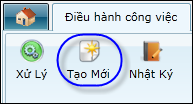 Điều hành công việc
Xử Lý Tạo Mới Nhật Ký